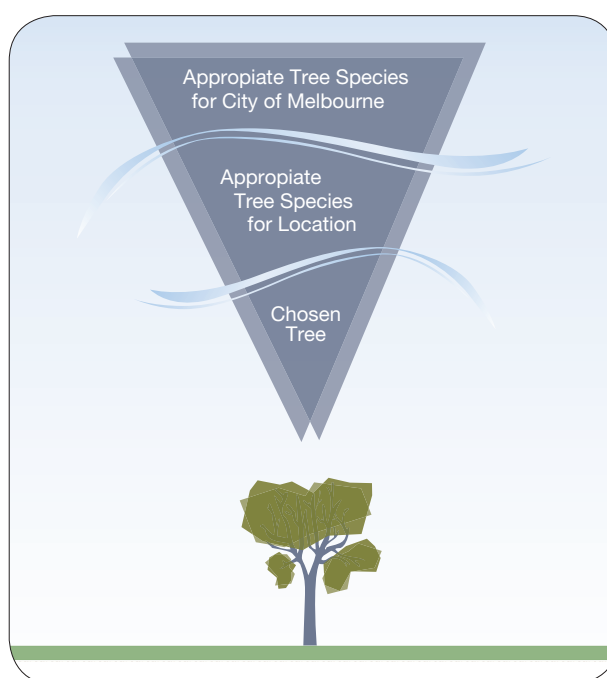 Appropiate Tree Species
for City of Melbourne
Appropiate
Tree Species
for Location
Chosen
Tree